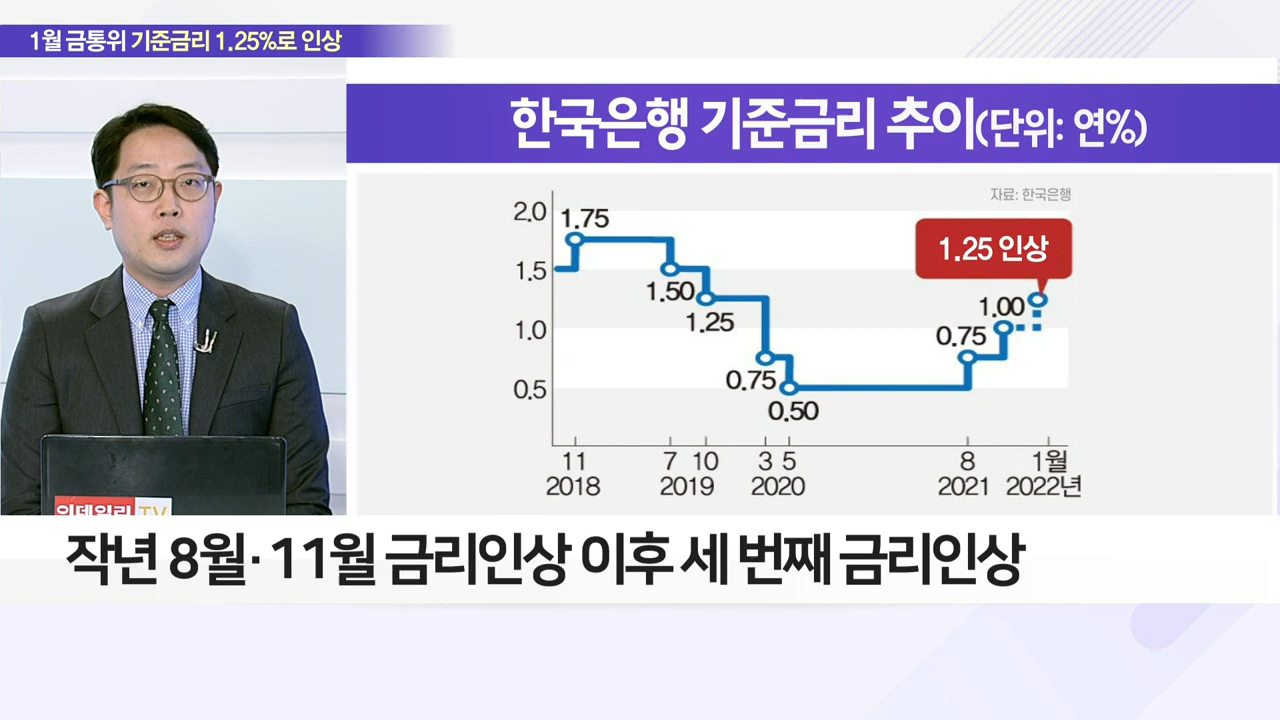 1월 금통위 기준금리 1.25%로 인상
한국은행 기준금리 추이(단위: 연%)
자료: 한국은행
2.0
1.5
1.0
0.5
1.75
1.50
1.25
0.75
0.50
0.75
1.00
1.25 인상
11 7 10 3 5 8 1월
2018 2019 2020 2021 2022년
이데일리 TV
작년 8월·11월 금리인상 이후 세 번째 금리인상